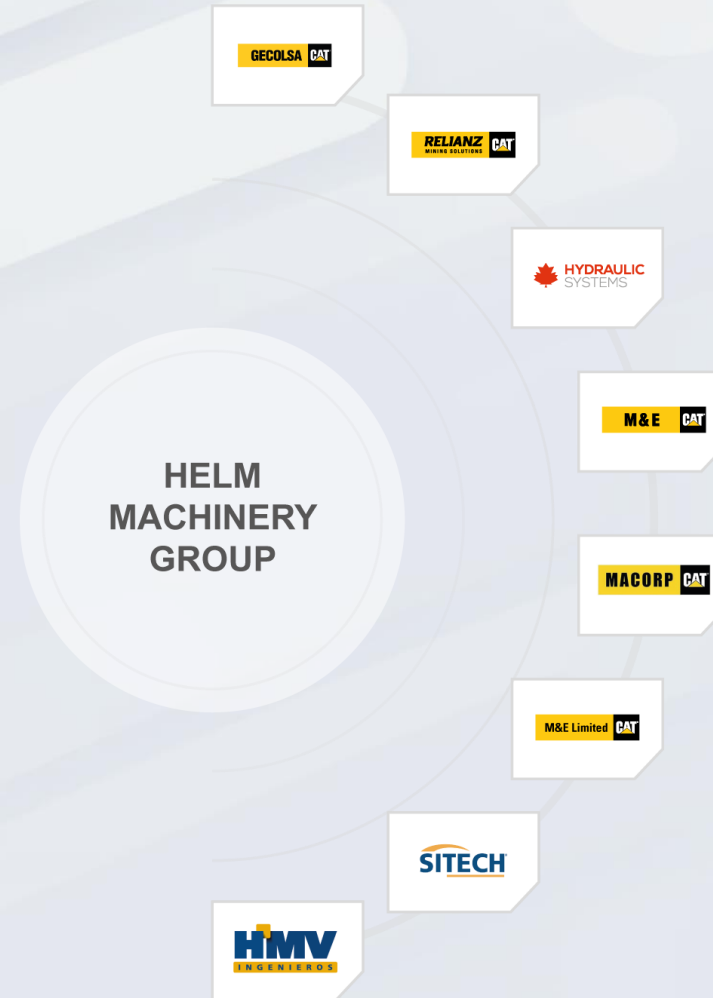 GECOLSA CAT
RELIANZ CAT
MINING SOLUTIONS
HYDRAULIC
SYSTEMS
M&E CAT
HELM
MACHINERY
GROUP
MACORP CAT
M&E Limited CAT
SITECH
HMV
INGENIEROS